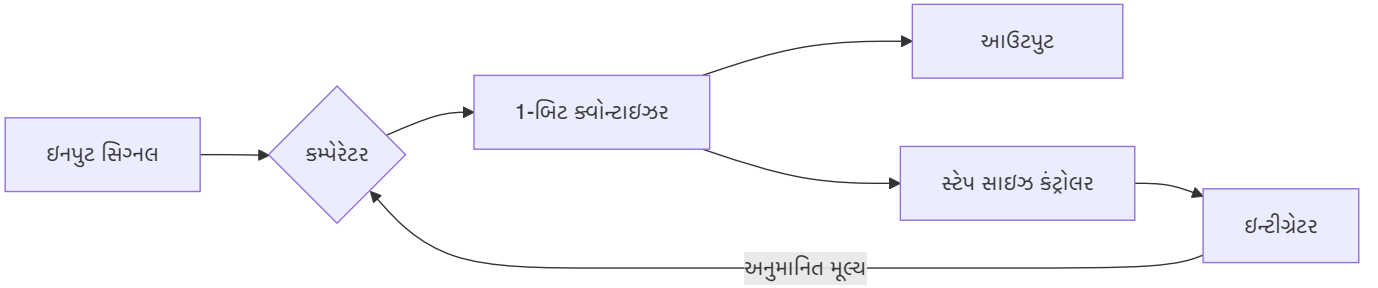 ઇનપુટ સિગ્નલ
કમ્પેરેટર
1-બિટ ક્વોન્ટાઇઝર
આઉટપુટ
સ્ટેપ સાઇઝ કંટ્રોલર
ઇન્ટીગ્રેટર
અનુમાનિત મૂલ્ય